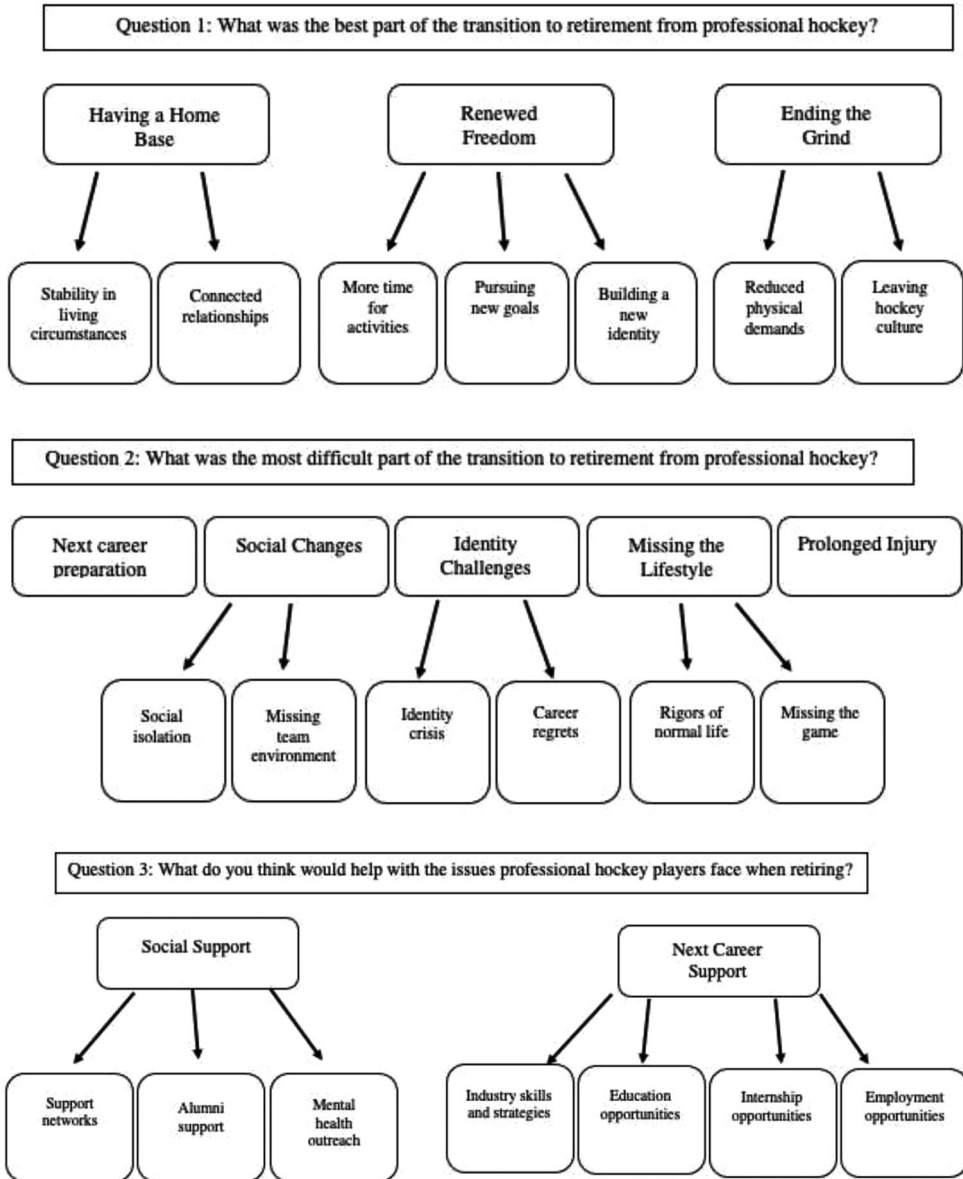 Question 1: What was the best part of the transition to retirement from professional hockey?
Having a Home
Base
Renewed
Freedom
Ending the
Grind
Stability in
living
circumstances
Connected
relationships
More time
for
activities
Pursuing
new goals
Building a
new
identity
Reduced
physical
demands
Leaving
hockey
culture
Question 2: What was the most difficult part of the transition to retirement from professional hockey?
Next career
preparation
Social Changes
Identity
Challenges
Missing the
Lifestyle
Prolonged Injury
Social
isolation
Missing
team
environment
Identity
crisis
Career
regrets
Rigors of
normal life
Missing the
game
Question 3: What do you think would help with the issues professional hockey players face when retiring?
Social Support
Next Career
Support
Support
networks
Alumni
support
Mental
health
outreach
Industry skills
and strategies
Education
opportunities
Internship
opportunities
Employment
opportunities